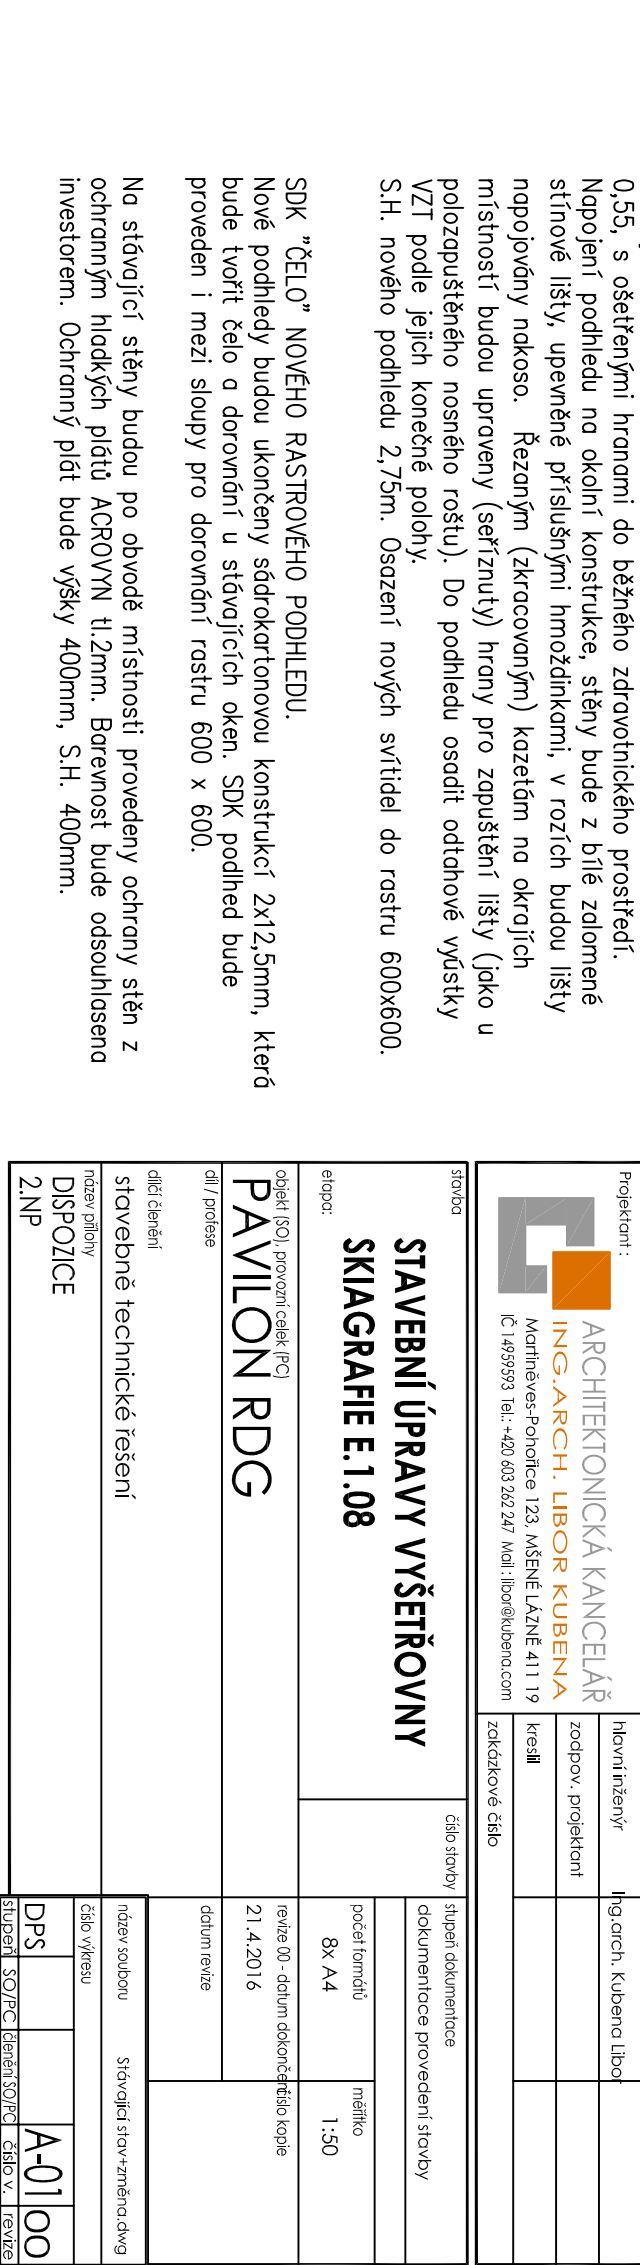 0,55, s ošetřenými hranami do běžného zdravotnického prostředí.
Napojení podhledu na okolní konstrukce, stěny bude z bílé zalomené
stínové lišty, upevněné příslušnými hmoždinkami, v rozích budou lišty
napojovány nakoso. Řezaným (zkracovaným) kazetám na okrajích
místností budou upraveny (seříznuty) hrany pro zapuštění lišty (jako u
polozapuštěného nosného roštu). Do podhledu osadit odtahové vyústky
VZT podle jejich konečné polohy.
S.H. nového podhledu 2,75m. Osazení nových svítidel do rastru 600x600.
SDK "ČELO" NOVÉHO RASTROVÉHO PODHLEDU.
Nové podhledy budou ukončeny sádrokartonovou konstrukcí 2x12,5mm, která
bude tvořit čelo a dorovnání u stávajících oken. SDK podlhed bude
proveden i mezi sloupy pro dorovnání rastru 600 x 600.
Na stávající stěny budou po obvodě místnosti provedeny ochrany stěn z
ochranným hladkých plátů ACROVYN tl.2mm. Barevnost bude odsouhlasena
investorem. Ochranný plát bude výšky 400mm, S.H. 400mm.
Projektant :
ARCHITEKTONICKÁ KANCELÁŘ
ING.ARCH. LIBOR KUBENA
Martiněves-Pohořice 123, MŠENÉ LÁZNĚ 411 19
IČ 14959593 Tel.: +420 603 262 247 Mail : libor@kubena.com
hlavní inženýr Ing.arch. Kubena Libor
zodpov. projektant
kreslil
zakázkové číslo
stavba
STAVEBNÍ ÚPRAVY VYŠETŘOVNY
SKIAGRAFIE E.1.08
etapa:
číslo stavby
stupeň dokumentace
dokumentace provedení stavby
počet formátů
8x A4
měřítko
1:50
objekt (SO), provozní celek (PC)
PAVILON RDG
revize 00 - datum dokončení
21.4.2016
číslo kopie
díl / profese
datum revize
dílčí členění
stavebně technické řešení
název souboru
Stávající stav+změna.dwg
název přílohy
DISPOZICE
2.NP
číslo výkresu
DPS A-01 00
stupeň SO/PC členění SO/PC číslo v. revize